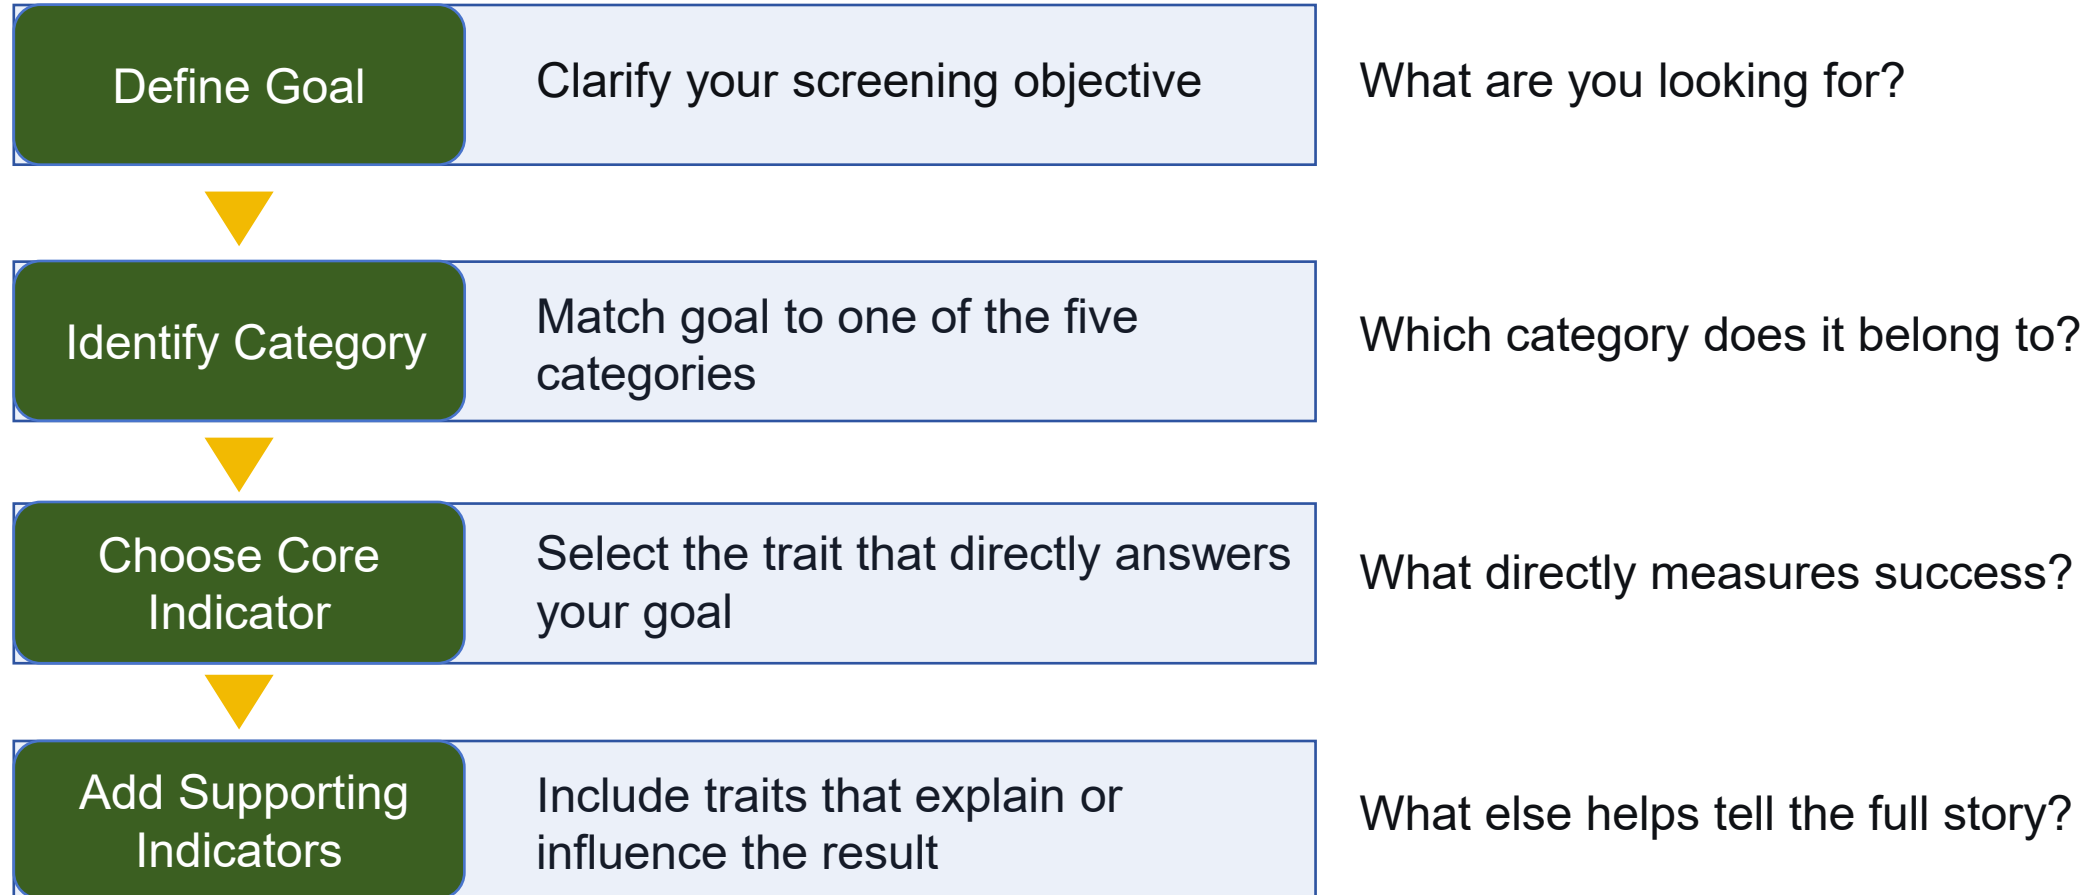 Define Goal
Clarify your screening objective
What are you looking for?
Identify Category
Match goal to one of the five
categories
Which category does it belong to?
Choose Core
Indicator
Select the trait that directly answers
your goal
What directly measures success?
Add Supporting
Indicators
Include traits that explain or
influence the result
What else helps tell the full story?